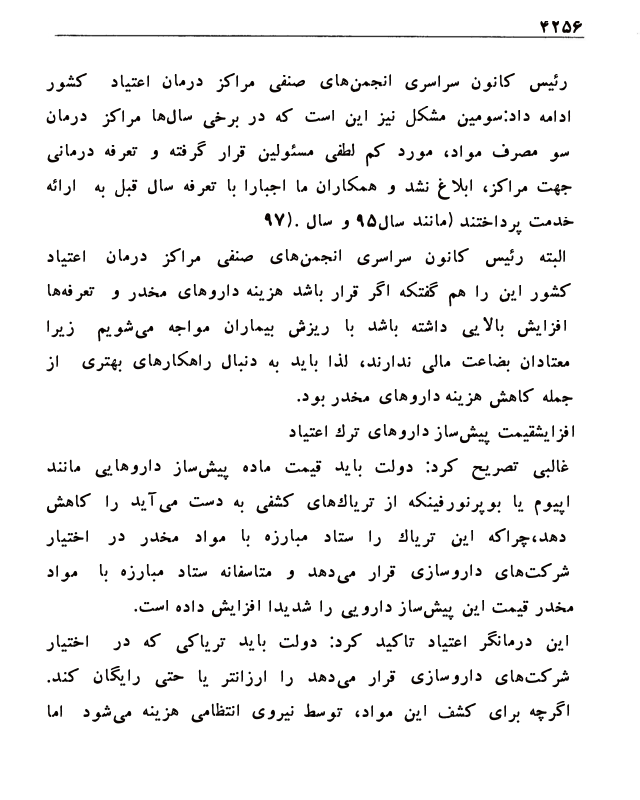 ۴۲۵۶
رئیس کانون سراسری انجمن‌های صنفی مراکز درمان اعتیاد کشور
ادامه داد:سومین مشکل نیز این است که در برخی سال‌ها مراکز درمان
سو مصرف مواد، مورد کم لطفی مسئولین قرار گرفته و تعرفه درمانی
جهت مراکز، ابلاغ نشد و همکاران ما اجبارا با تعرفه سال قبل به ارائه
خدمت پرداختند (مانند سال۹۵ و سال .(۹۷
البته رئیس کانون سراسری انجمن‌های صنفی مراکز درمان اعتیاد
کشور این را هم گفتکه اگر قرار باشد هزینه داروهای مخدر و تعرفه‌ها
افزایش بالایی داشته باشد با ریزش بیماران مواجه می‌شویم زیرا
معتادان بضاعت مالی ندارند، لذا باید به دنبال راهکارهای بهتری از
جمله کاهش هزینه داروهای مخدر بود.
افزایشقیمت پیش‌ساز داروهای ترك اعتیاد
غالبی تصریح کرد: دولت باید قیمت ماده پیش‌ساز داروهایی مانند
اپیوم یا بوپرنورفینکه از تریاك‌های کشفی به دست می‌آید را کاهش
دهد،چراکه این تریاك را ستاد مبارزه با مواد مخدر در اختیار
شرکت‌های داروسازی قرار می‌دهد و متاسفانه ستاد مبارزه با مواد
مخدر قیمت این پیش‌ساز دارویی را شدیدا افزایش داده است.
این درمانگر اعتیاد تاکید کرد: دولت باید تریاکی که در اختیار
شرکت‌های داروسازی قرار می‌دهد را ارزانتر یا حتی رایگان کند.
اگرچه برای کشف این مواد، توسط نیروی انتظامی هزینه می‌شود اما